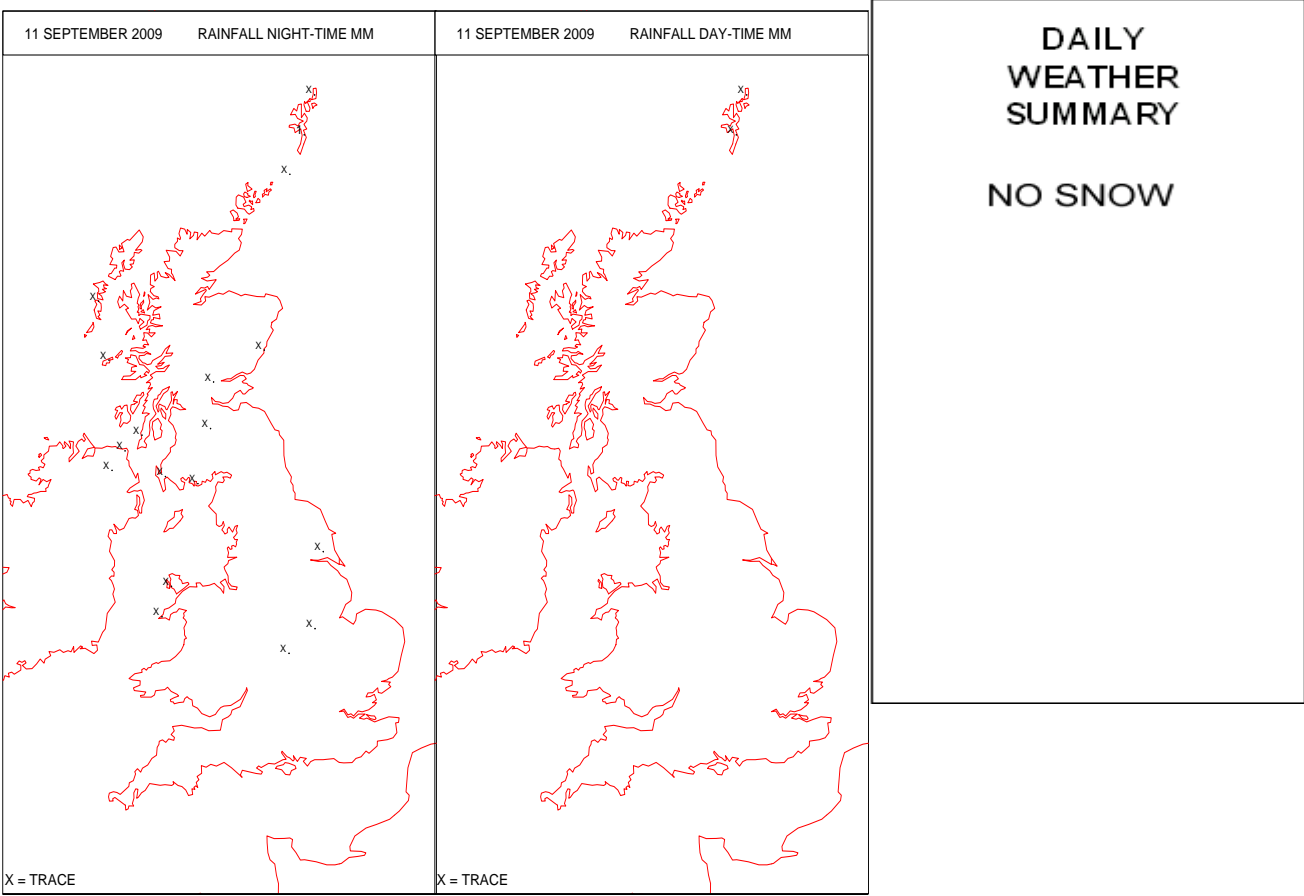 11 SEPTEMBER 2009 RAINFALL NIGHT-TIME MM
X
X.
X
X.
X.
X.
X.
X.
X.
X.
X
X.
X.
X
X
X.
X.
X = TRACE
11 SEPTEMBER 2009 RAINFALL DAY-TIME MM
X
X
X = TRACE
DAILY
WEATHER
SUMMARY
NO SNOW